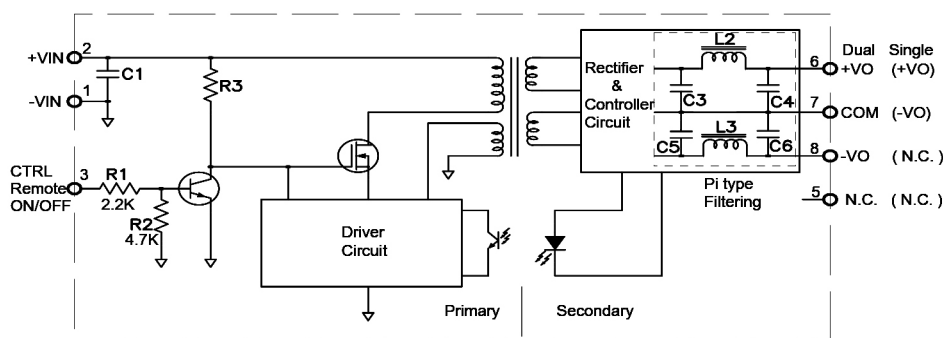 2
+VIN
C1
R3
1
-VIN
CTRL
Remote
ON/OFF
3
R1
2.2K
R2
4.7K
Driver
Circuit
Primary
Secondary
Rectifier
&
Controller
Circuit
L2
C3
C4
C5
L3
C6
Pi type
Filtering
Dual Single
6 +VO (+VO)
7 COM (-VO)
8 -VO ( N.C. )
5 N.C. ( N.C. )